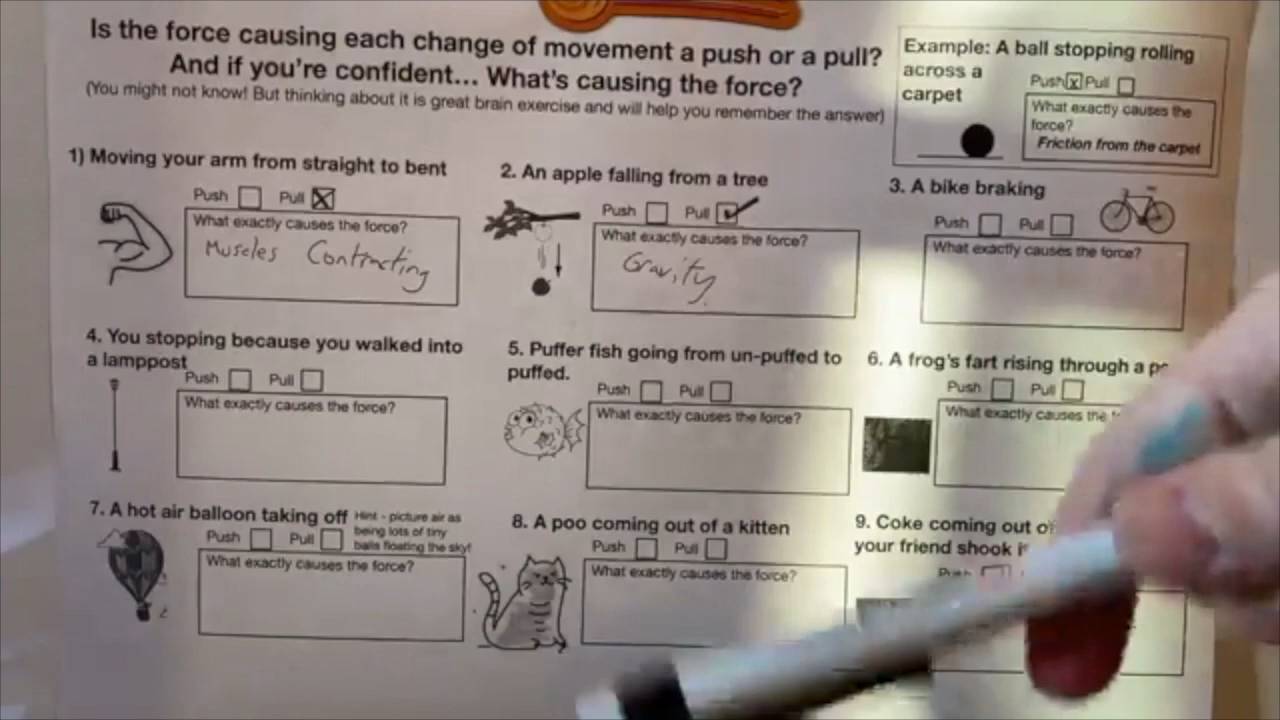 Is the force causing each change of movement a push or a pull?
And if you're confident... What's causing the force?
(You might not know! But thinking about it is great brain exercise and will help you remember the answer)
Example: A ball stopping rolling
across a
carpet
Push x Pull
What exactly causes the
force?
Friction from the carpet
1) Moving your arm from straight to bent
Push Pull
What exactly causes the force?
Muscles Contracting
2. An apple falling from a tree
Push Pull
What exactly causes the force?
Gravity
3. A bike braking
Push Pull
What exactly causes the force?
4. You stopping because you walked into
a lamppost
Push Pull
What exactly causes the force?
5. Puffer fish going from un-puffed to
puffed.
Push Pull
What exactly causes the force?
6. A frog's fart rising through a
Push Pull
What exactly causes the
7. A hot air balloon taking off
Hint - picture air as
being lots of tiny
balls floating the sky!
Push Pull
What exactly causes the force?
8. A poo coming out of a kitten
Push Pull
What exactly causes the force?
9. Coke coming out
your friend shook
Push